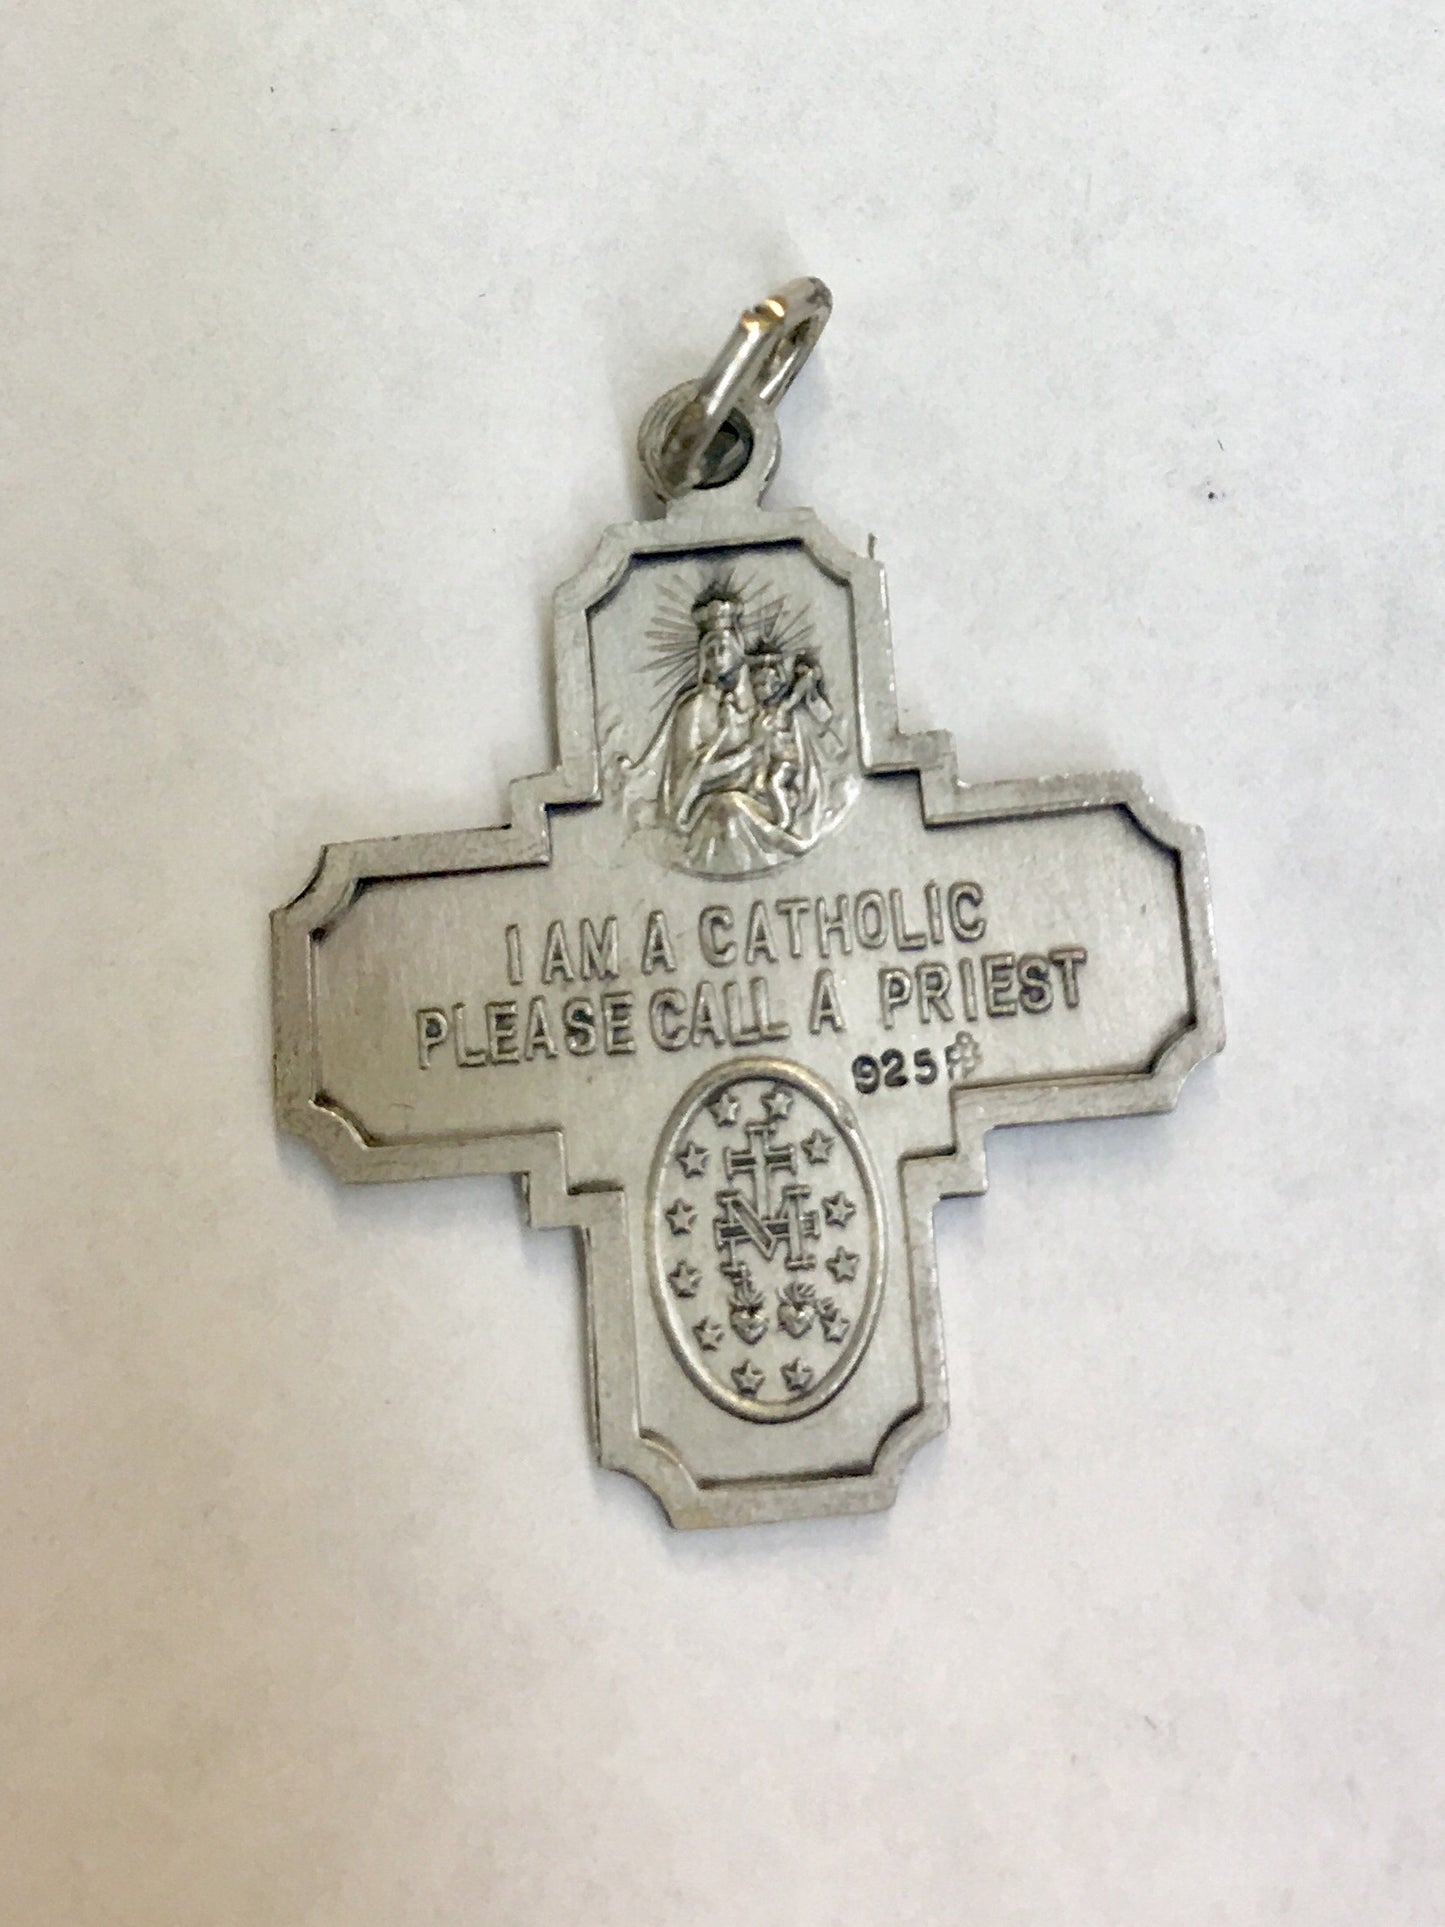 I AM A CATHOLIC
PLEASE CALL A PRIEST
925
M